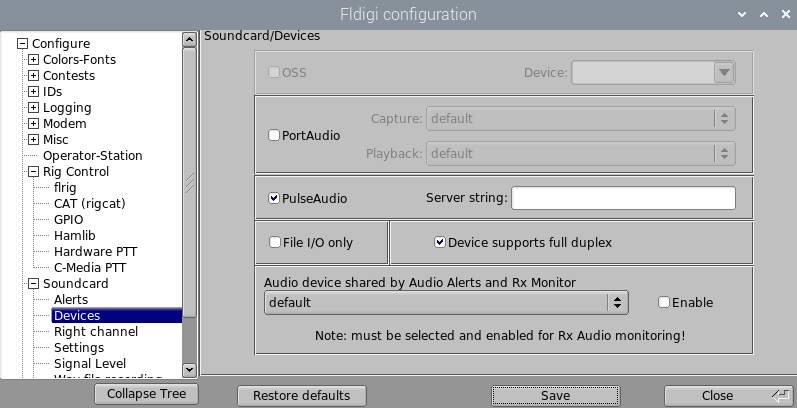 Fldigi configuration
Configure
Colors-Fonts
Contests
IDs
Logging
Modem
Misc
Operator-Station
Rig Control
flrig
CAT (rigcat)
GPIO
Hamlib
Hardware PTT
C-Media PTT
Soundcard
Alerts
Devices
Right channel
Settings
Signal Level
Wav file recording
Collapse Tree
Soundcard/Devices
OSS Device:
PortAudio Capture: default
Playback: default
PulseAudio Server string:
File I/O only Device supports full duplex
Audio device shared by Audio Alerts and Rx Monitor
default Enable
Note: must be selected and enabled for Rx Audio monitoring!
Restore defaults Save Close